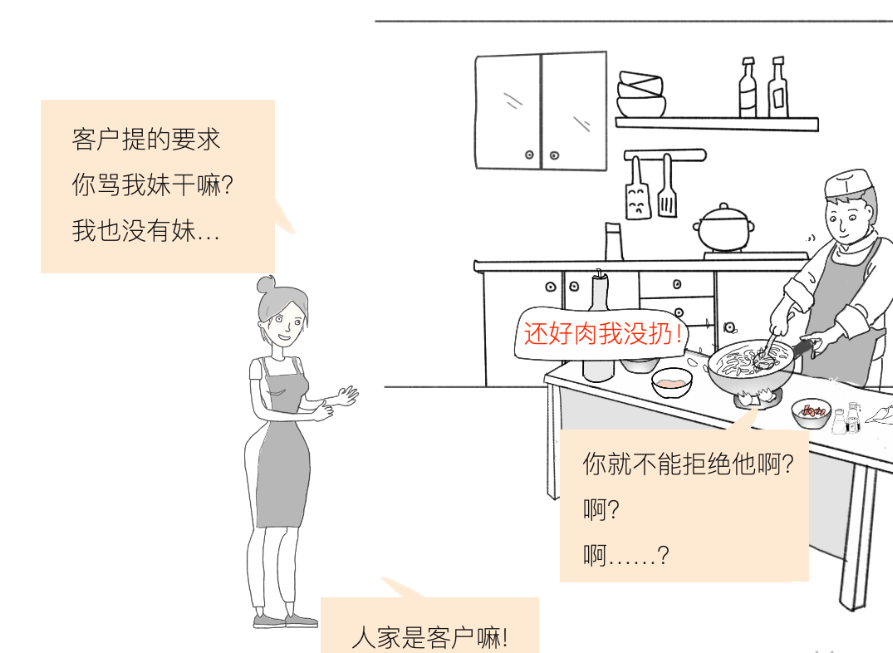 客户提的要求
你骂我妹干嘛?
我也没有妹...
还好肉我没扔!
你就不能拒绝他啊?
啊?
啊......?
人家是客户嘛!